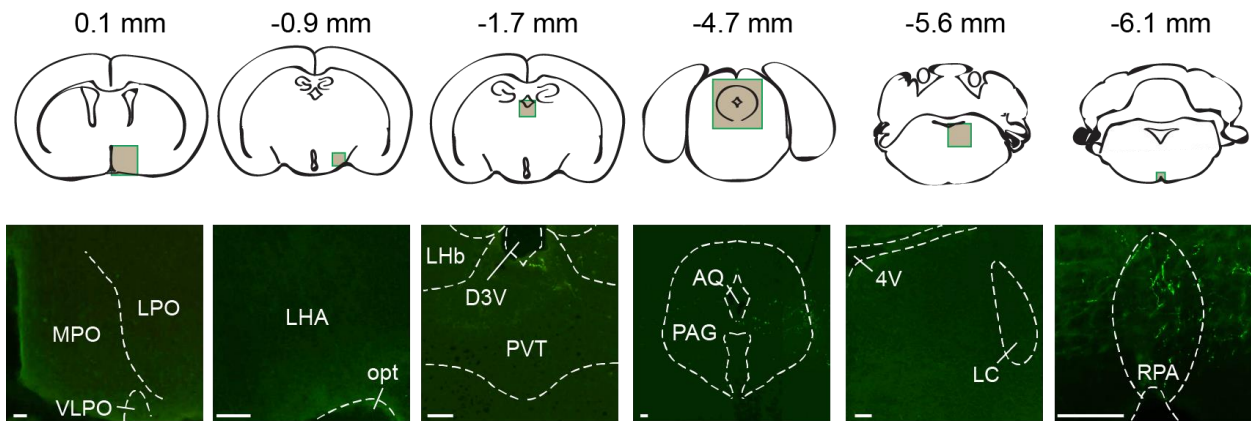 0.1 mm
-0.9 mm
-1.7 mm
-4.7 mm
-5.6 mm
-6.1 mm
LPO
MPO
VLPO
LHA
opt
LHb
D3V
PVT
AQ
PAG
4V
LC
RPA